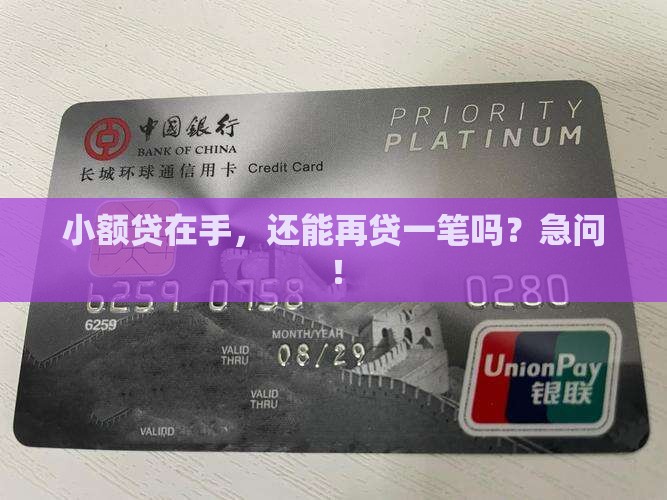 中国银行
BANK OF CHINA
长城环球通信用卡 Credit Card
PRIORITY
PLATINUM
小额贷在手，还能再贷一笔吗？急问
！
6259 0758 0280
6259
MONTH/YEAR
VALID
THRU
08/29
VALID
THRU
VALID
UnionPay
银联